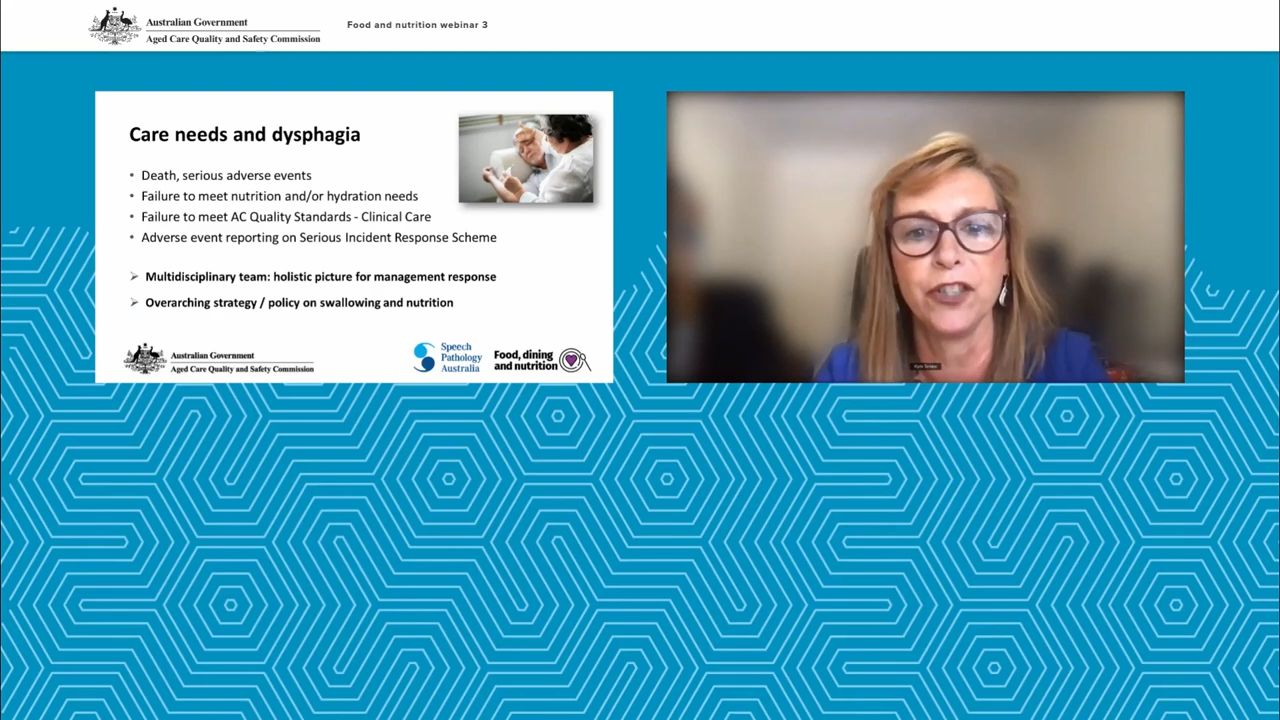 Australian Government
Aged Care Quality and Safety Commission
Food and nutrition webinar 3
Care needs and dysphagia
• Death, serious adverse events
• Failure to meet nutrition and/or hydration needs
• Failure to meet AC Quality Standards - Clinical Care
• Adverse event reporting on Serious Incident Response Scheme
➢ Multidisciplinary team: holistic picture for management response
➢ Overarching strategy / policy on swallowing and nutrition
Australian Government
Aged Care Quality and Safety Commission
Speech
Pathology
Australia
Food, dining
and nutrition